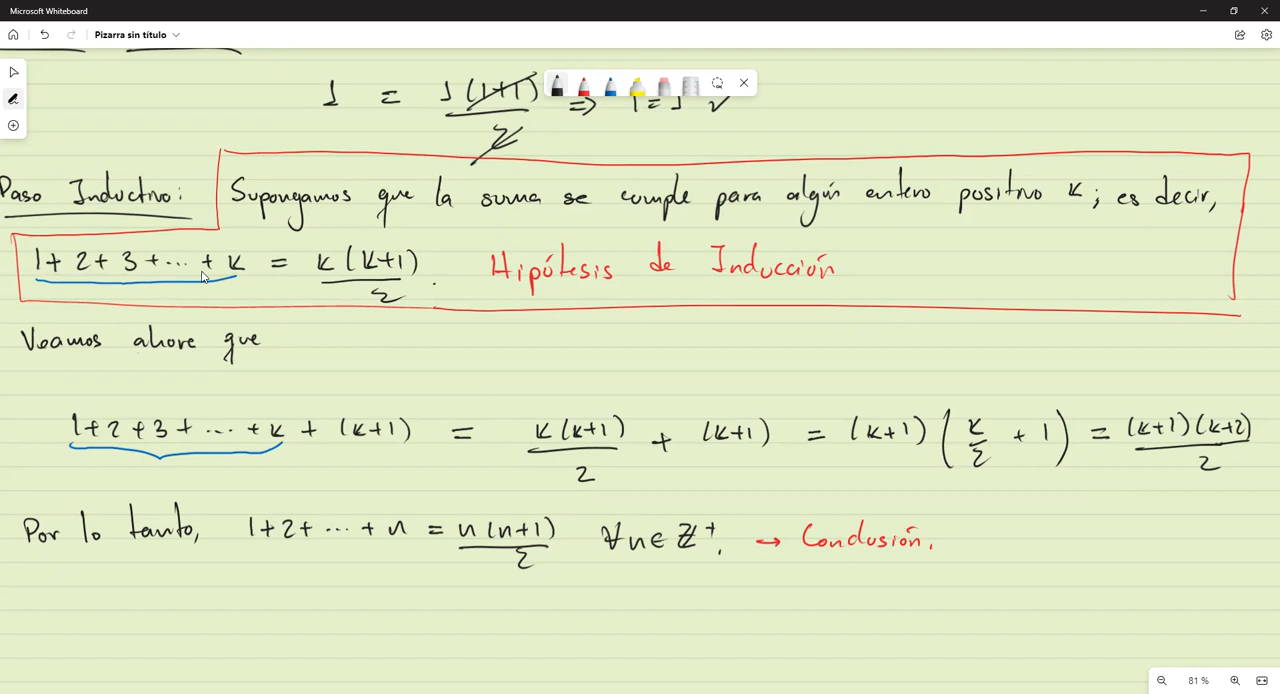 Microsoft Whiteboard
Pizarra sin título
1 = 1(1+1)/2 => 1 = 1 ✓
Paso Inductivo: Supongamos que la suma se cumple para algún entero positivo k; es decir,
1+2+3+...+k = k(k+1)/2. Hipótesis de Inducción
Veamos ahora que
1+2+3+...+k+(k+1) = k(k+1)/2 + (k+1) = (k+1)(k/2 + 1) = (k+1)(k+2)/2
Por lo tanto, 1+2+...+n = n(n+1)/2 ∀n∈ℤ⁺. → Conclusión.
81 %